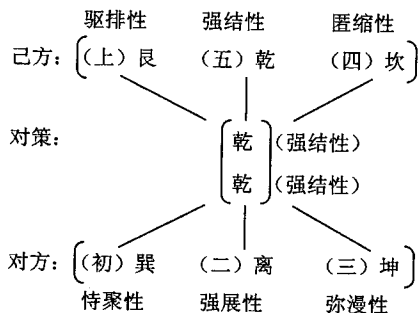 驱排性 强结性 匿缩性
己方：（上）艮 （五）乾 （四）坎
对策： 乾（强结性）
乾（强结性）
对方：（初）巽 （二）离 （三）坤
恃聚性 强展性 弥漫性